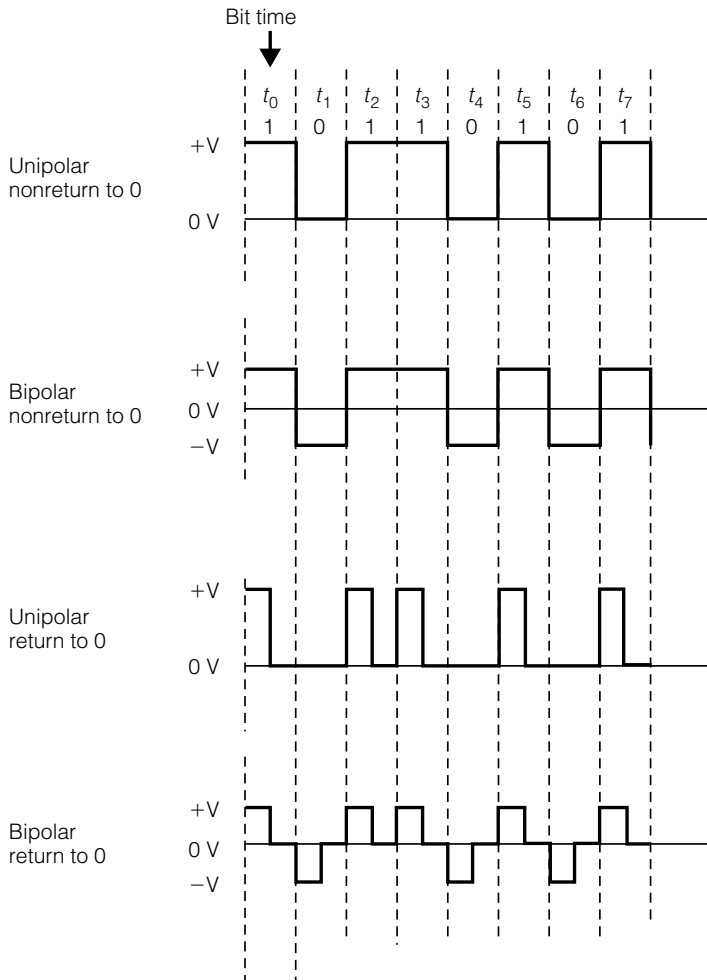 Bit time
t0 t1 t2 t3 t4 t5 t6 t7
1 0 1 1 0 1 0 1
Unipolar
nonreturn to 0
+V
0 V
Bipolar
nonreturn to 0
+V
0 V
−V
Unipolar
return to 0
+V
0 V
Bipolar
return to 0
+V
0 V
−V